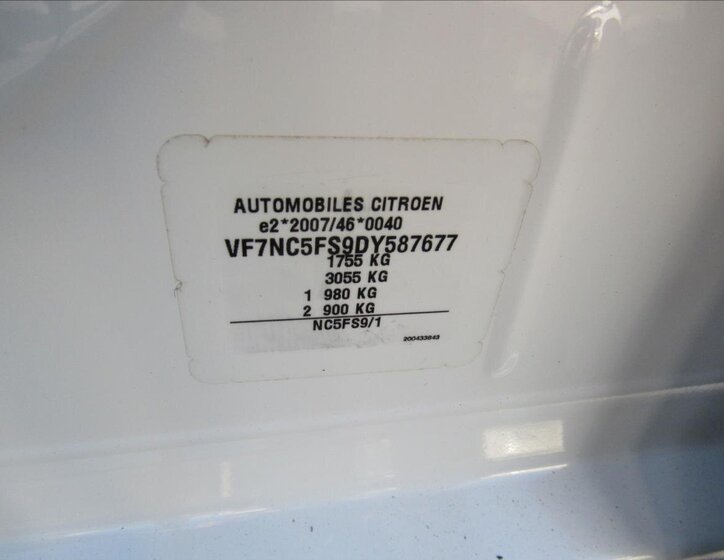 AUTOMOBILES CITROEN
e2*2007/46*0040
VF7NC5FS9DY587677
1755 KG
3055 KG
1 980 KG
2 900 KG
NC5FS9/1
200433843